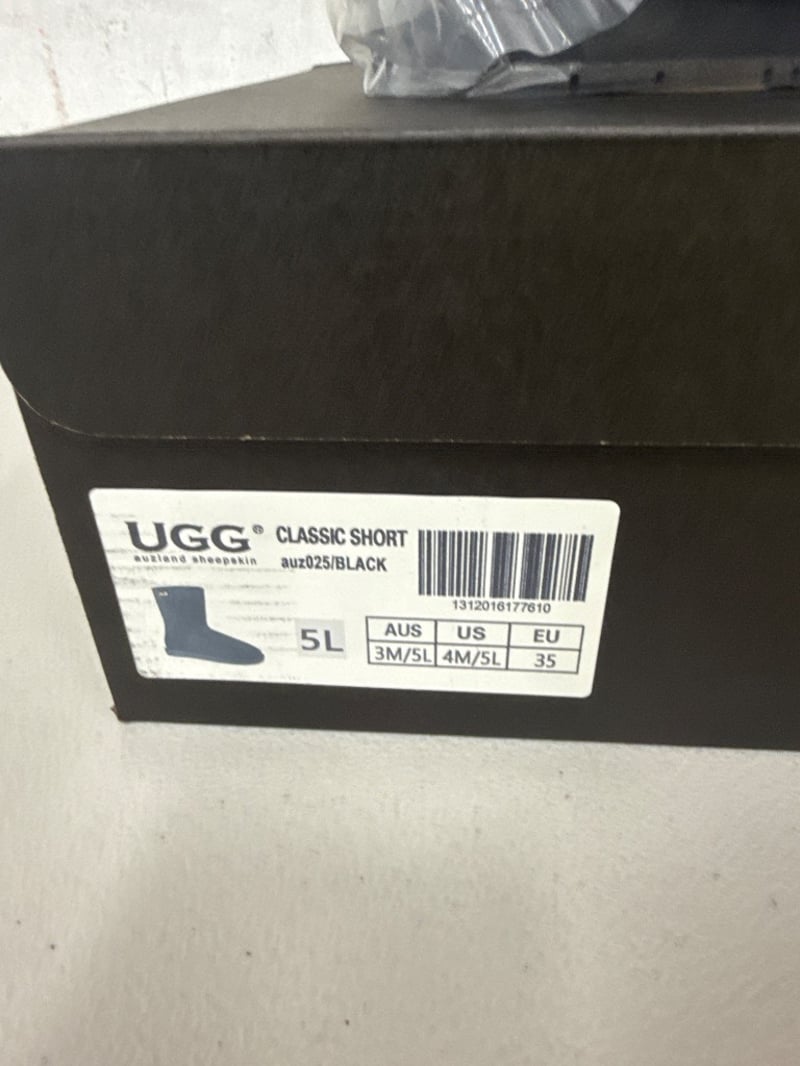 UGG® CLASSIC SHORT
auzland sheepskin auz025/BLACK
1312016177610
5L
AUS US EU
3M/5L 4M/5L 35